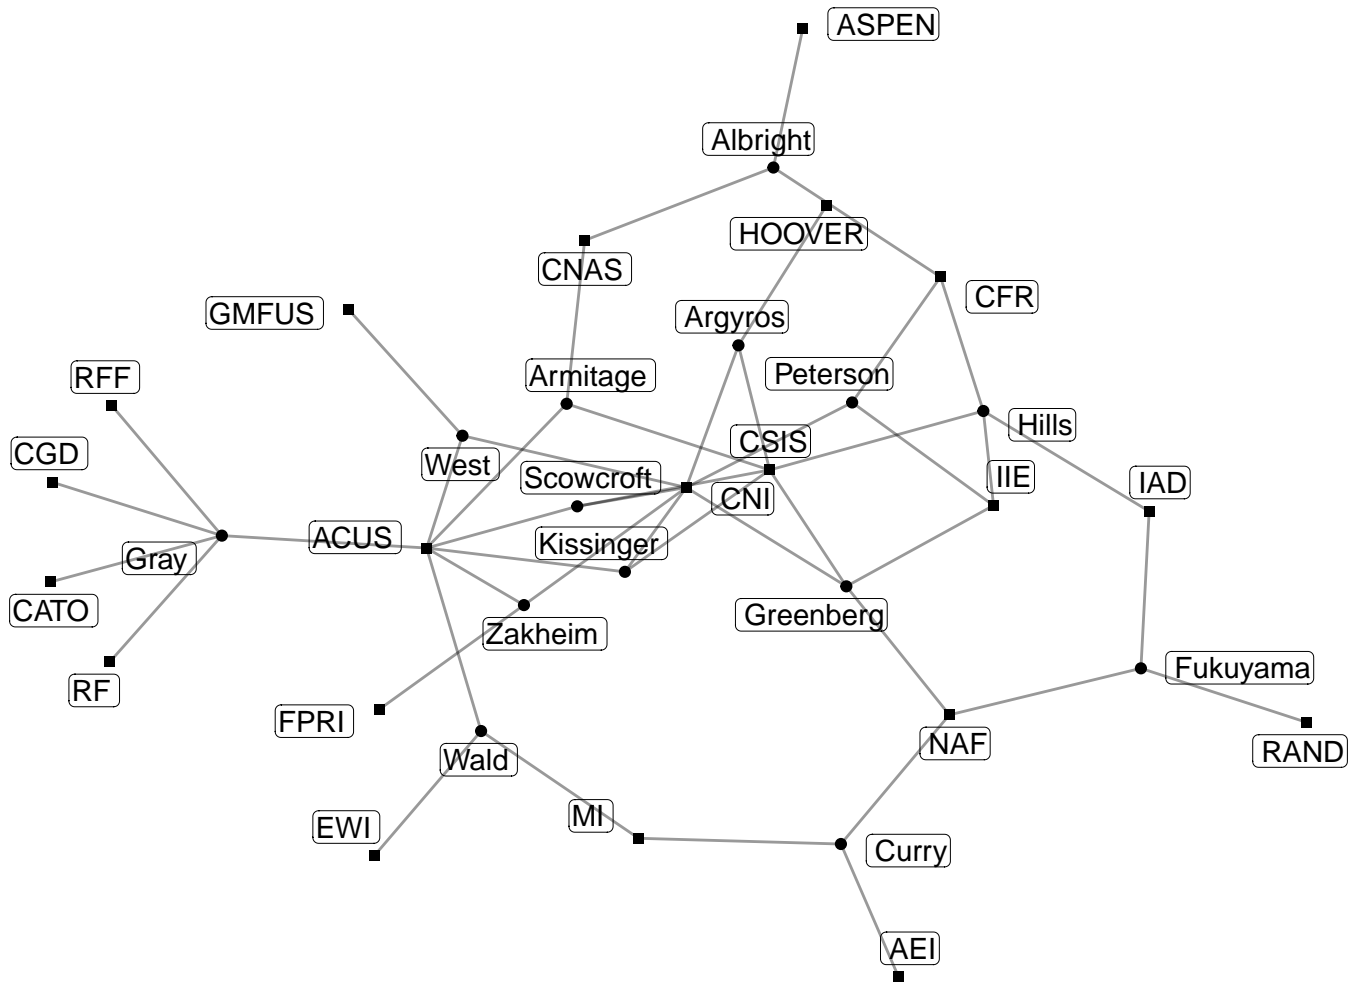 ASPEN
Albright
HOOVER
CNAS
CFR
GMFUS
Argyros
RFF
Armitage
Peterson
Hills
CSIS
CGD
West
Scowcroft
IIE
IAD
CNI
ACUS
Kissinger
Gray
CATO
Greenberg
Zakheim
Fukuyama
RF
FPRI
NAF
RAND
Wald
MI
EWI
Curry
AEI